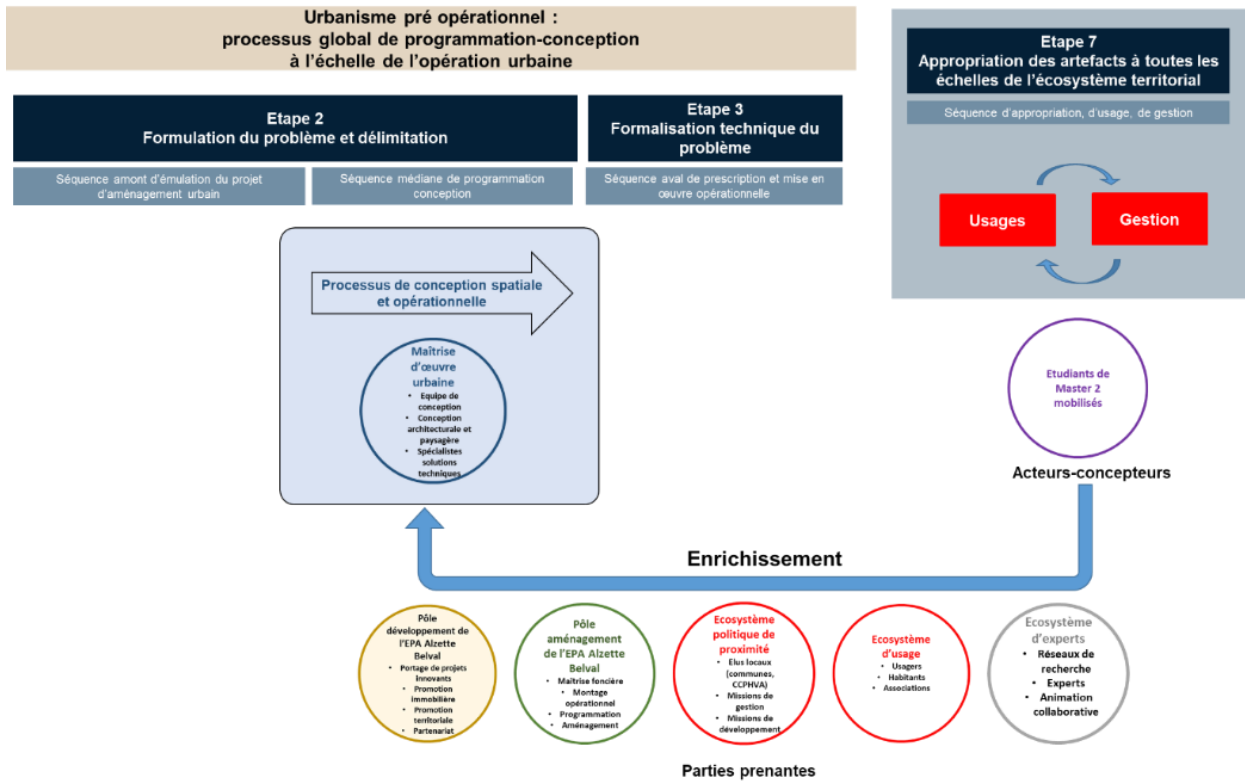 Urbanisme pré opérationnel :
processus global de programmation-conception
à l'échelle de l'opération urbaine
Etape 2
Formulation du problème et délimitation
Etape 3
Formalisation technique du
problème
Séquence amont d'émulation du projet
d'aménagement urbain
Séquence médiane de programmation
conception
Séquence aval de prescription et mise en
œuvre opérationnelle
Etape 7
Appropriation des artefacts à toutes les
échelles de l'écosystème territorial
Séquence d'appropriation, d'usage, de gestion
Usages
Gestion
Processus de conception spatiale
et opérationnelle
Maîtrise
d'œuvre
urbaine
• Equipe de
conception
• Conception
architecturale et
paysagère
• Spécialistes
solutions
techniques
Etudiants de
Master 2
mobilisés
Acteurs-concepteurs
Enrichissement
Pôle
développement de
l'EPA Alzette
Belval
• Portage de projets
innovants
• Promotion
immobilière
• Promotion
territoriale
• Partenariat
Pôle
aménagement de
l'EPA Alzette
Belval
• Maîtrise foncière
• Montage
opérationnel
• Programmation
• Aménagement
Ecosystème
politique de
proximité
• Elus locaux
(communes,
CCPHVA)
• Missions de
gestion
• Missions de
développement
Ecosystème
d'usage
• Usagers
• Habitants
• Associations
Ecosystème
d'experts
• Réseaux de
recherche
• Experts
• Animation
collaborative
Parties prenantes